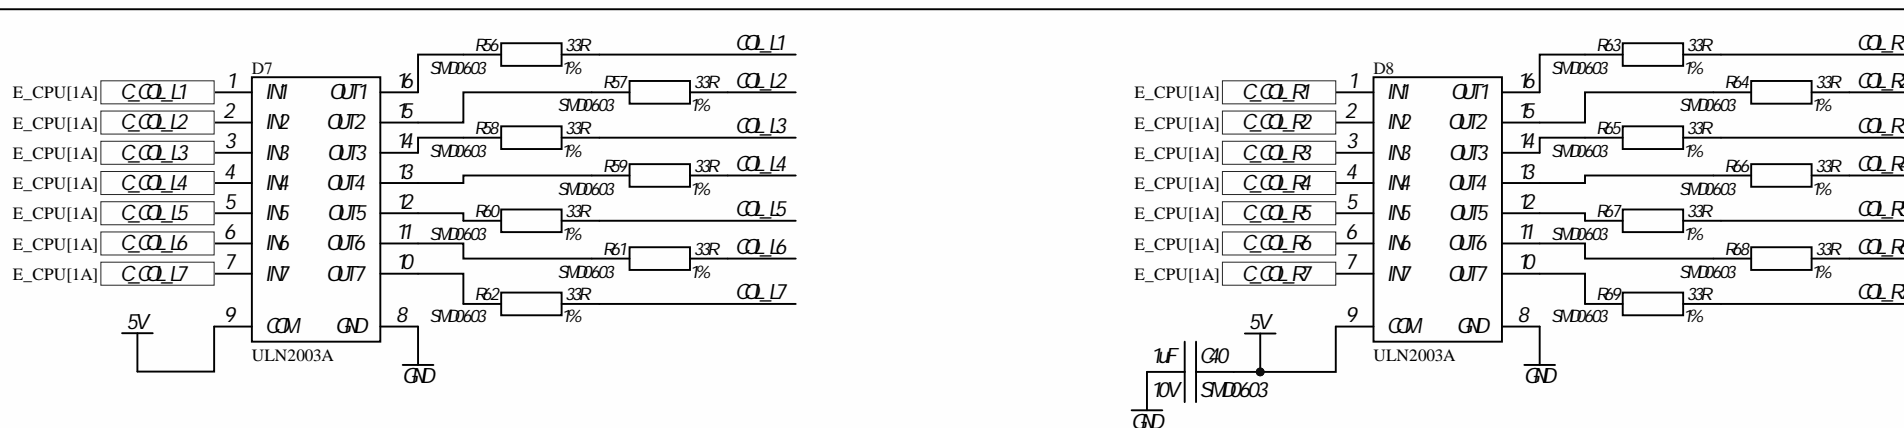 R56 33R COL_L1
SMD0603 1%
D7
E_CPU[1A] C_COL_L1 1 IN1 OUT1 16
R57 33R COL_L2
SMD0603 1%
E_CPU[1A] C_COL_L2 2 IN2 OUT2 15
R58 33R COL_L3
SMD0603 1%
E_CPU[1A] C_COL_L3 3 IN3 OUT3 14
R59 33R COL_L4
SMD0603 1%
E_CPU[1A] C_COL_L4 4 IN4 OUT4 13
R60 33R COL_L5
SMD0603 1%
E_CPU[1A] C_COL_L5 5 IN5 OUT5 12
R61 33R COL_L6
SMD0603 1%
E_CPU[1A] C_COL_L6 6 IN6 OUT6 11
R62 33R COL_L7
SMD0603 1%
E_CPU[1A] C_COL_L7 7 IN7 OUT7 10
5V 9 COM GND 8
ULN2003A
GND
R63 33R COL_R
SMD0603 1%
D8
E_CPU[1A] C_COL_R1 1 IN1 OUT1 16
R64 33R COL_R2
SMD0603 1%
E_CPU[1A] C_COL_R2 2 IN2 OUT2 15
R65 33R COL_R
SMD0603 1%
E_CPU[1A] C_COL_R3 3 IN3 OUT3 14
R66 33R COL_R4
SMD0603 1%
E_CPU[1A] C_COL_R4 4 IN4 OUT4 13
R67 33R COL_R
SMD0603 1%
E_CPU[1A] C_COL_R5 5 IN5 OUT5 12
R68 33R COL_R6
SMD0603 1%
E_CPU[1A] C_COL_R6 6 IN6 OUT6 11
R69 33R COL_R
SMD0603 1%
E_CPU[1A] C_COL_R7 7 IN7 OUT7 10
5V 9 COM GND 8
ULN2003A
1uF C40
10V SMD0603
GND
GND